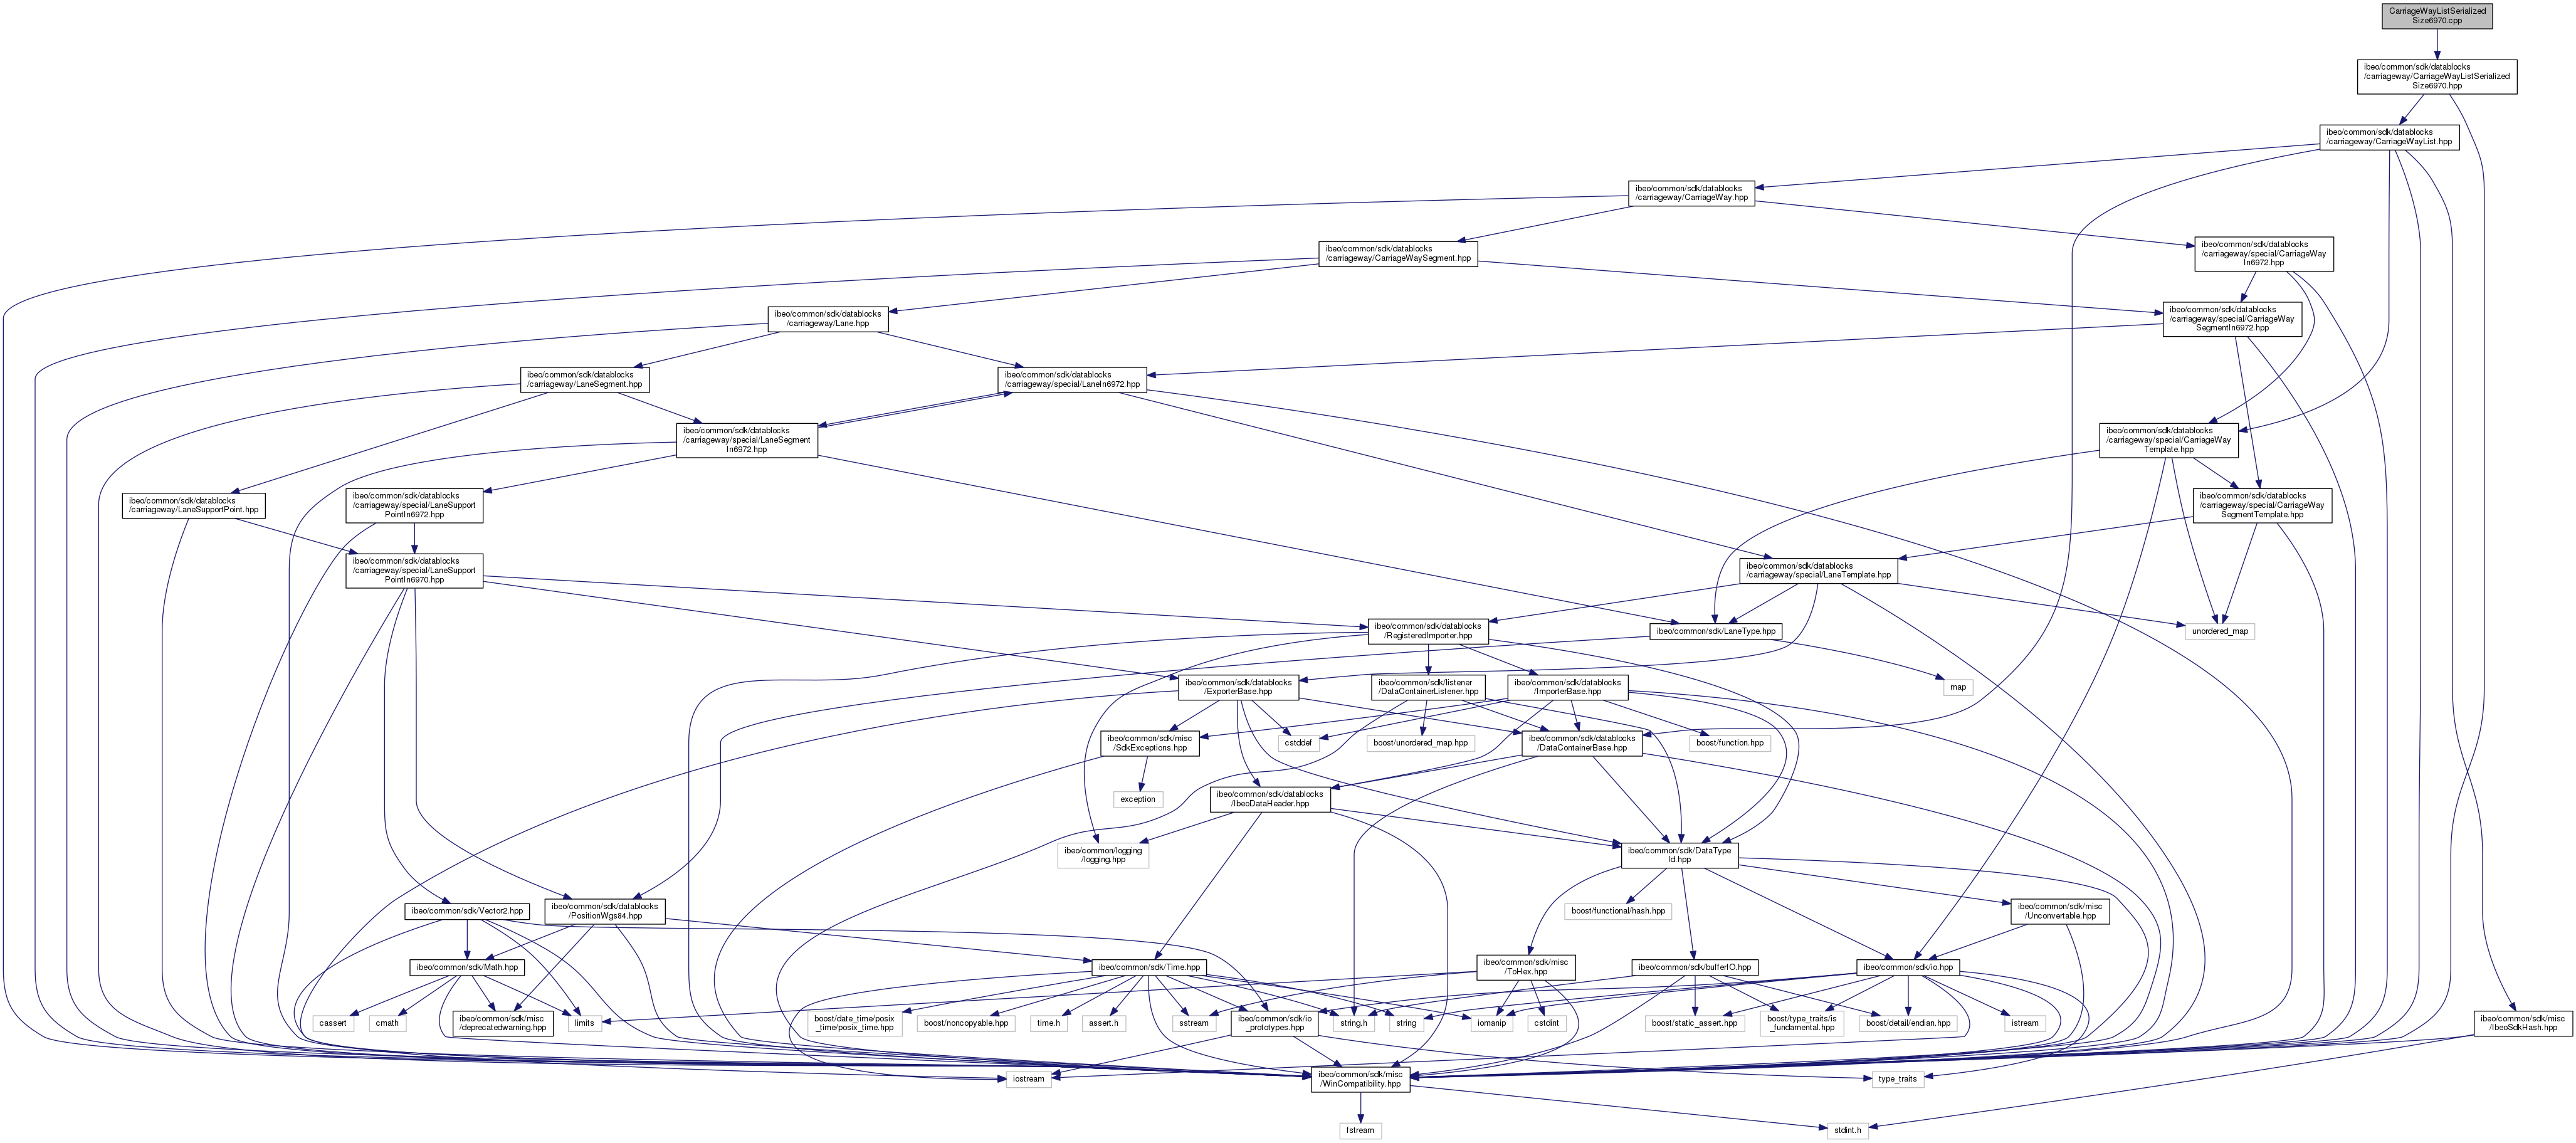 CarriageWayListSerialized
Size6970.cpp
ibeo/common/sdk/datablocks
/carriageway/CarriageWayListSerialized
Size6970.hpp
ibeo/common/sdk/datablocks
/carriageway/CarriageWayList.hpp
ibeo/common/sdk/datablocks
/carriageway/CarriageWay.hpp
ibeo/common/sdk/datablocks
/carriageway/CarriageWaySegment.hpp
ibeo/common/sdk/datablocks
/carriageway/special/CarriageWay
In6972.hpp
ibeo/common/sdk/datablocks
/carriageway/Lane.hpp
ibeo/common/sdk/datablocks
/carriageway/special/CarriageWay
SegmentIn6972.hpp
ibeo/common/sdk/datablocks
/carriageway/LaneSegment.hpp
ibeo/common/sdk/datablocks
/carriageway/special/LaneIn6972.hpp
ibeo/common/sdk/datablocks
/carriageway/special/LaneSegment
In6972.hpp
ibeo/common/sdk/datablocks
/carriageway/special/CarriageWay
Template.hpp
ibeo/common/sdk/datablocks
/carriageway/LaneSupportPoint.hpp
ibeo/common/sdk/datablocks
/carriageway/special/LaneSupport
PointIn6972.hpp
ibeo/common/sdk/datablocks
/carriageway/special/CarriageWay
SegmentTemplate.hpp
ibeo/common/sdk/datablocks
/carriageway/special/LaneSupport
PointIn6970.hpp
ibeo/common/sdk/datablocks
/carriageway/special/LaneTemplate.hpp
ibeo/common/sdk/datablocks
/RegisteredImporter.hpp
ibeo/common/sdk/LaneType.hpp
unordered_map
ibeo/common/sdk/datablocks
/ExporterBase.hpp
ibeo/common/sdk/listener
/DataContainerListener.hpp
ibeo/common/sdk/datablocks
/ImporterBase.hpp
map
ibeo/common/sdk/misc
/SdkExceptions.hpp
cstddef
boost/unordered_map.hpp
ibeo/common/sdk/datablocks
/DataContainerBase.hpp
boost/function.hpp
exception
ibeo/common/sdk/datablocks
/IbeoDataHeader.hpp
ibeo/common/logging
/logging.hpp
ibeo/common/sdk/DataType
Id.hpp
ibeo/common/sdk/Vector2.hpp
ibeo/common/sdk/datablocks
/PositionWgs84.hpp
boost/functional/hash.hpp
ibeo/common/sdk/misc
/Unconvertable.hpp
ibeo/common/sdk/Math.hpp
ibeo/common/sdk/Time.hpp
ibeo/common/sdk/misc
/ToHex.hpp
ibeo/common/sdk/bufferIO.hpp
ibeo/common/sdk/io.hpp
cassert
cmath
ibeo/common/sdk/misc
/deprecatedwarning.hpp
limits
boost/date_time/posix
_time/posix_time.hpp
boost/noncopyable.hpp
time.h
assert.h
sstream
ibeo/common/sdk/io
_prototypes.hpp
string.h
string
iomanip
cstdint
boost/static_assert.hpp
boost/type_traits/is
_fundamental.hpp
boost/detail/endian.hpp
istream
ibeo/common/sdk/misc
/IbeoSdkHash.hpp
iostream
ibeo/common/sdk/misc
/WinCompatibility.hpp
type_traits
fstream
stdint.h